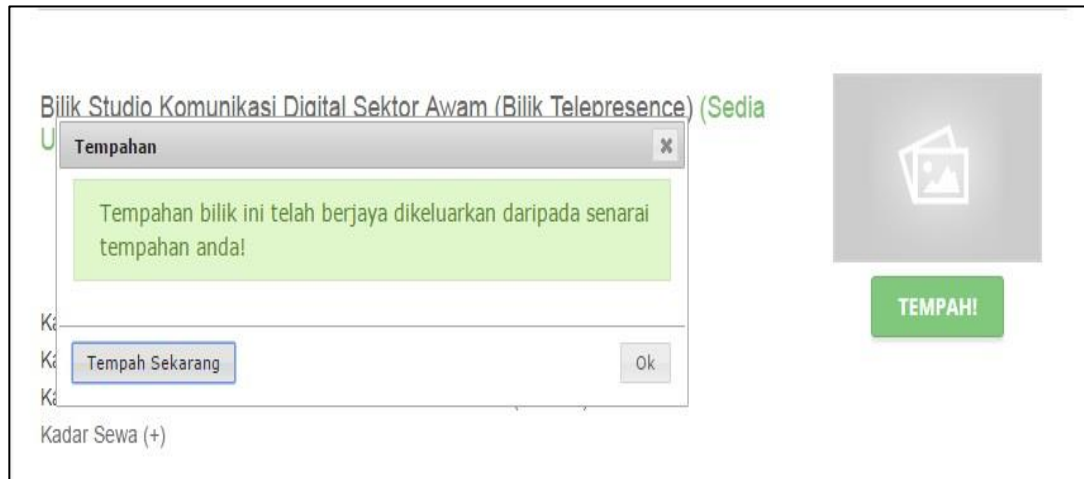 Bilik Studio Komunikasi Digital Sektor Awam (Bilik Telepresence) (Sedia
Tempahan
Tempahan bilik ini telah berjaya dikeluarkan daripada senarai
tempahan anda!
TEMPAH!
Tempah Sekarang
Ok
Kadar Sewa (+)